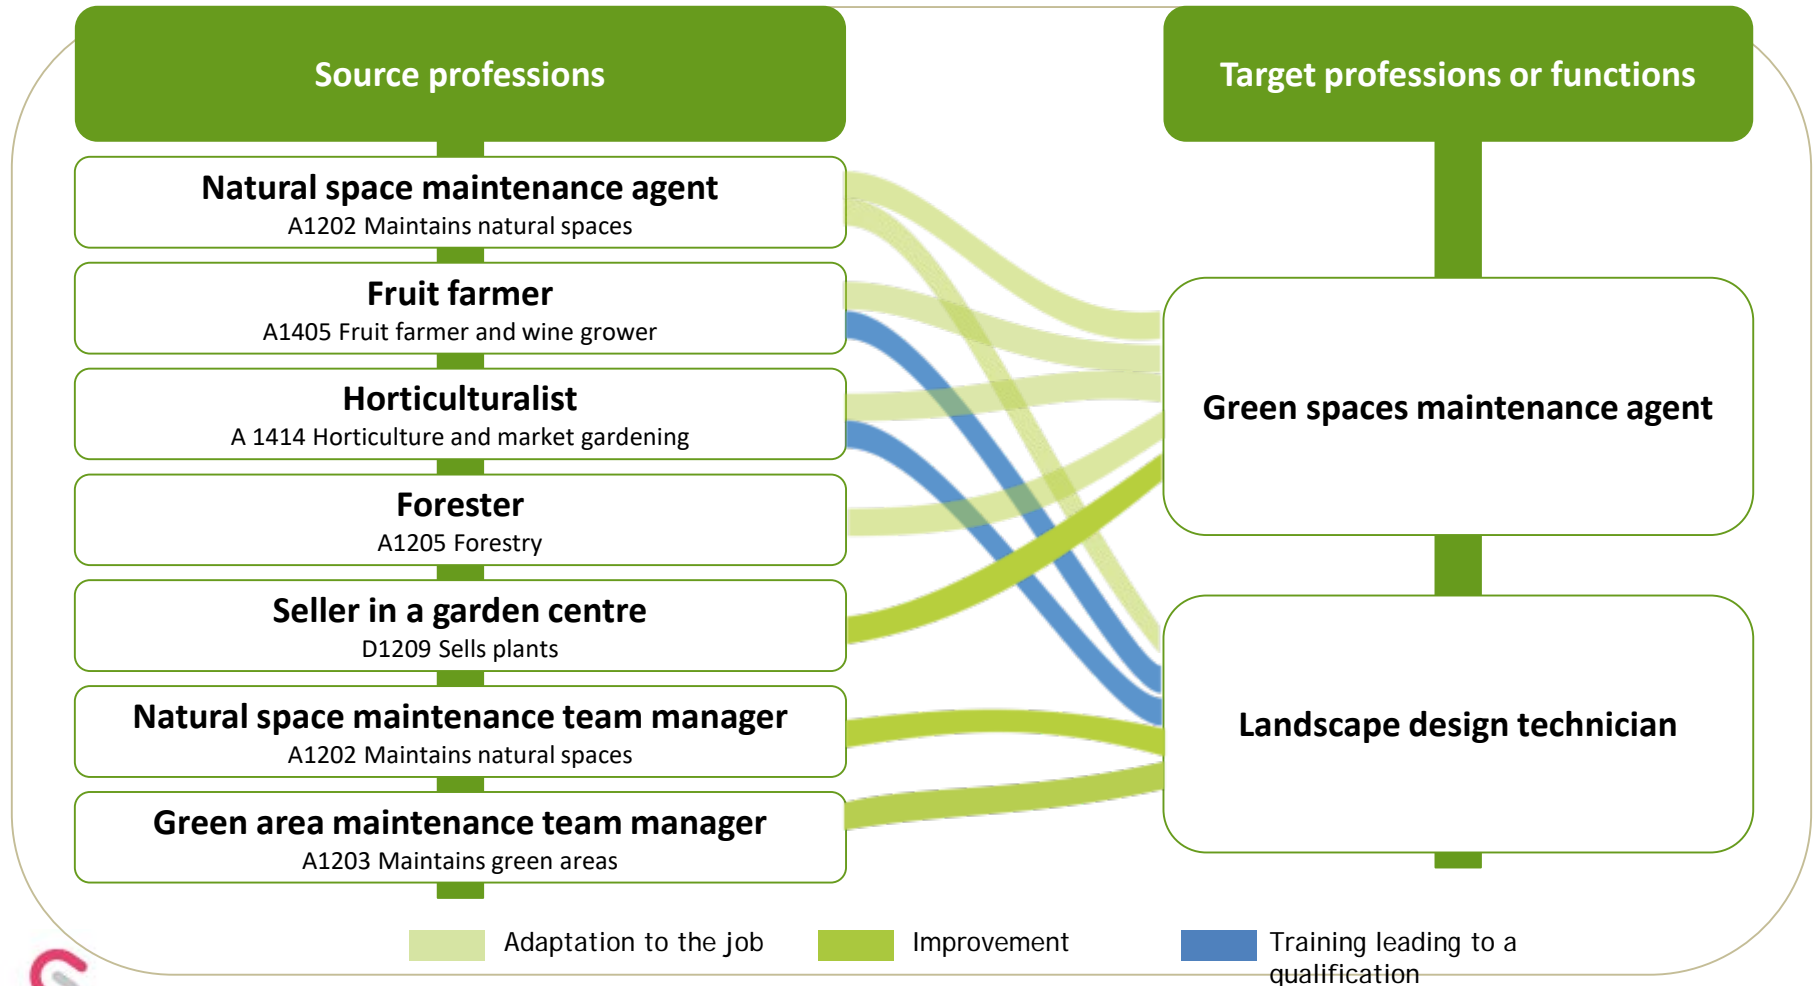 Source professions
Target professions or functions
Natural space maintenance agent
A1202 Maintains natural spaces
Fruit farmer
A1405 Fruit farmer and wine grower
Horticulturalist
A 1414 Horticulture and market gardening
Forester
A1205 Forestry
Seller in a garden centre
D1209 Sells plants
Natural space maintenance team manager
A1202 Maintains natural spaces
Green area maintenance team manager
A1203 Maintains green areas
Green spaces maintenance agent
Landscape design technician
Adaptation to the job
Improvement
Training leading to a
qualification